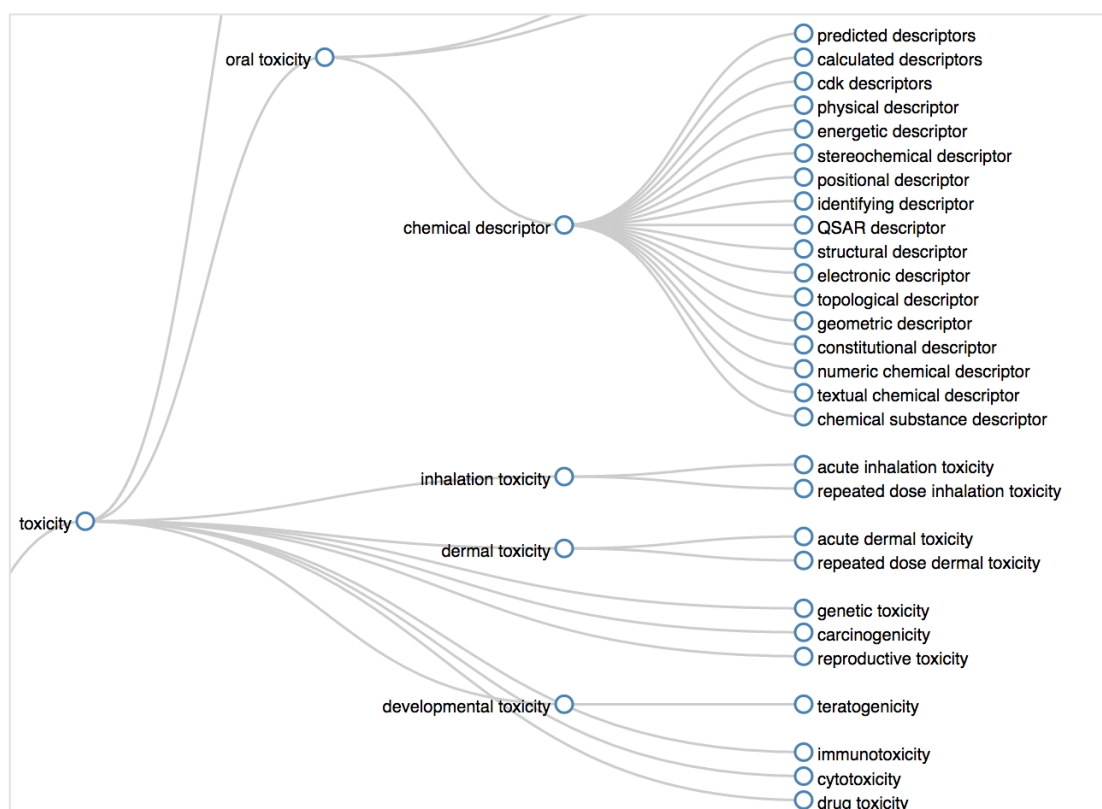 predicted descriptors
oral toxicity
calculated descriptors
cdk descriptors
physical descriptor
energetic descriptor
stereochemical descriptor
positional descriptor
identifying descriptor
chemical descriptor
QSAR descriptor
structural descriptor
electronic descriptor
topological descriptor
geometric descriptor
constitutional descriptor
numeric chemical descriptor
textual chemical descriptor
chemical substance descriptor
acute inhalation toxicity
inhalation toxicity
repeated dose inhalation toxicity
toxicity
acute dermal toxicity
dermal toxicity
repeated dose dermal toxicity
genetic toxicity
carcinogenicity
reproductive toxicity
developmental toxicity
teratogenicity
immunotoxicity
cytotoxicity
drug toxicity